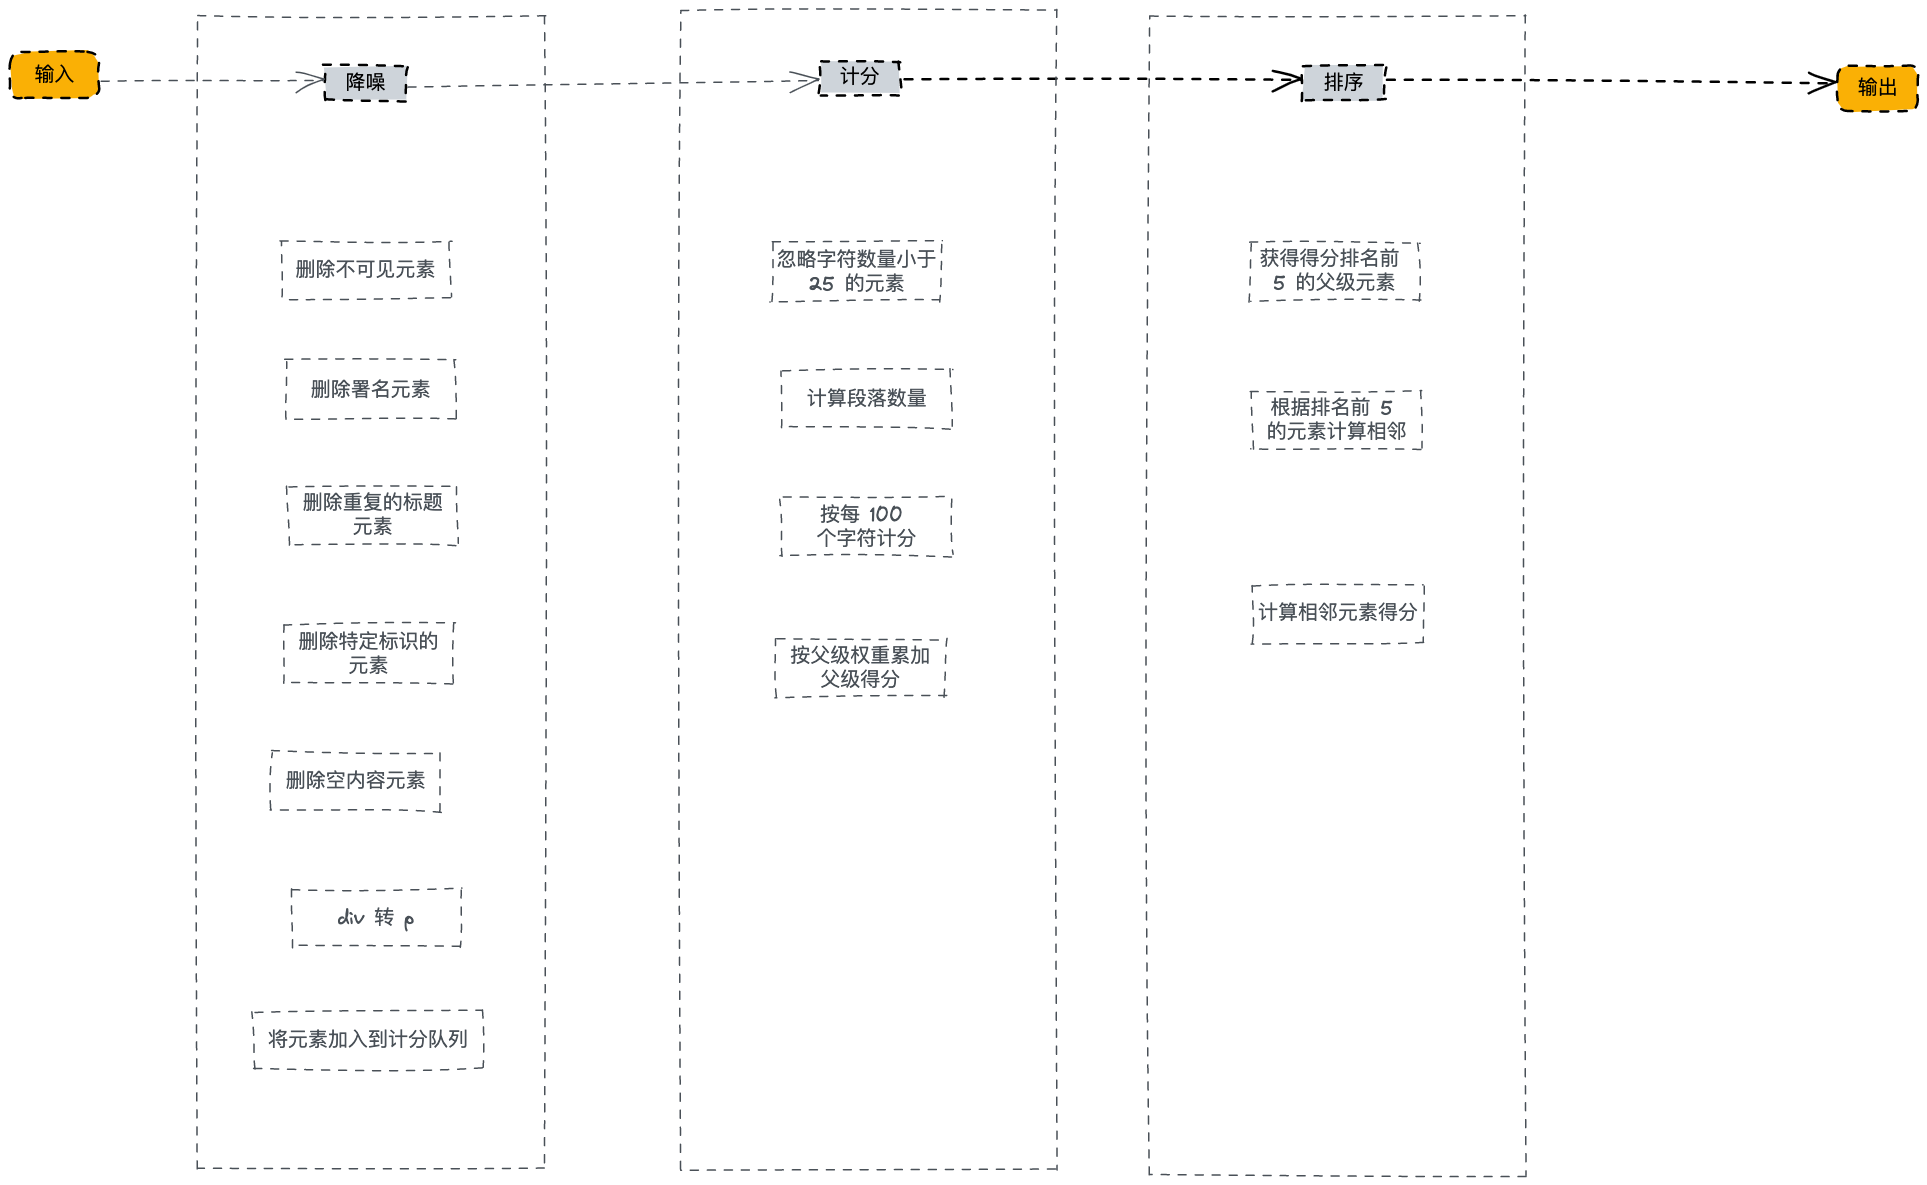 输入
降噪
计分
排序
输出
删除不可见元素
删除署名元素
删除重复的标题
元素
删除特定标识的
元素
删除空内容元素
div 转 p
将元素加入到计分队列
忽略字符数量小于
25 的元素
计算段落数量
按每 100
个字符计分
按父级权重累加
父级得分
获得得分排名前
5 的父级元素
根据排名前 5
的元素计算相邻
计算相邻元素得分